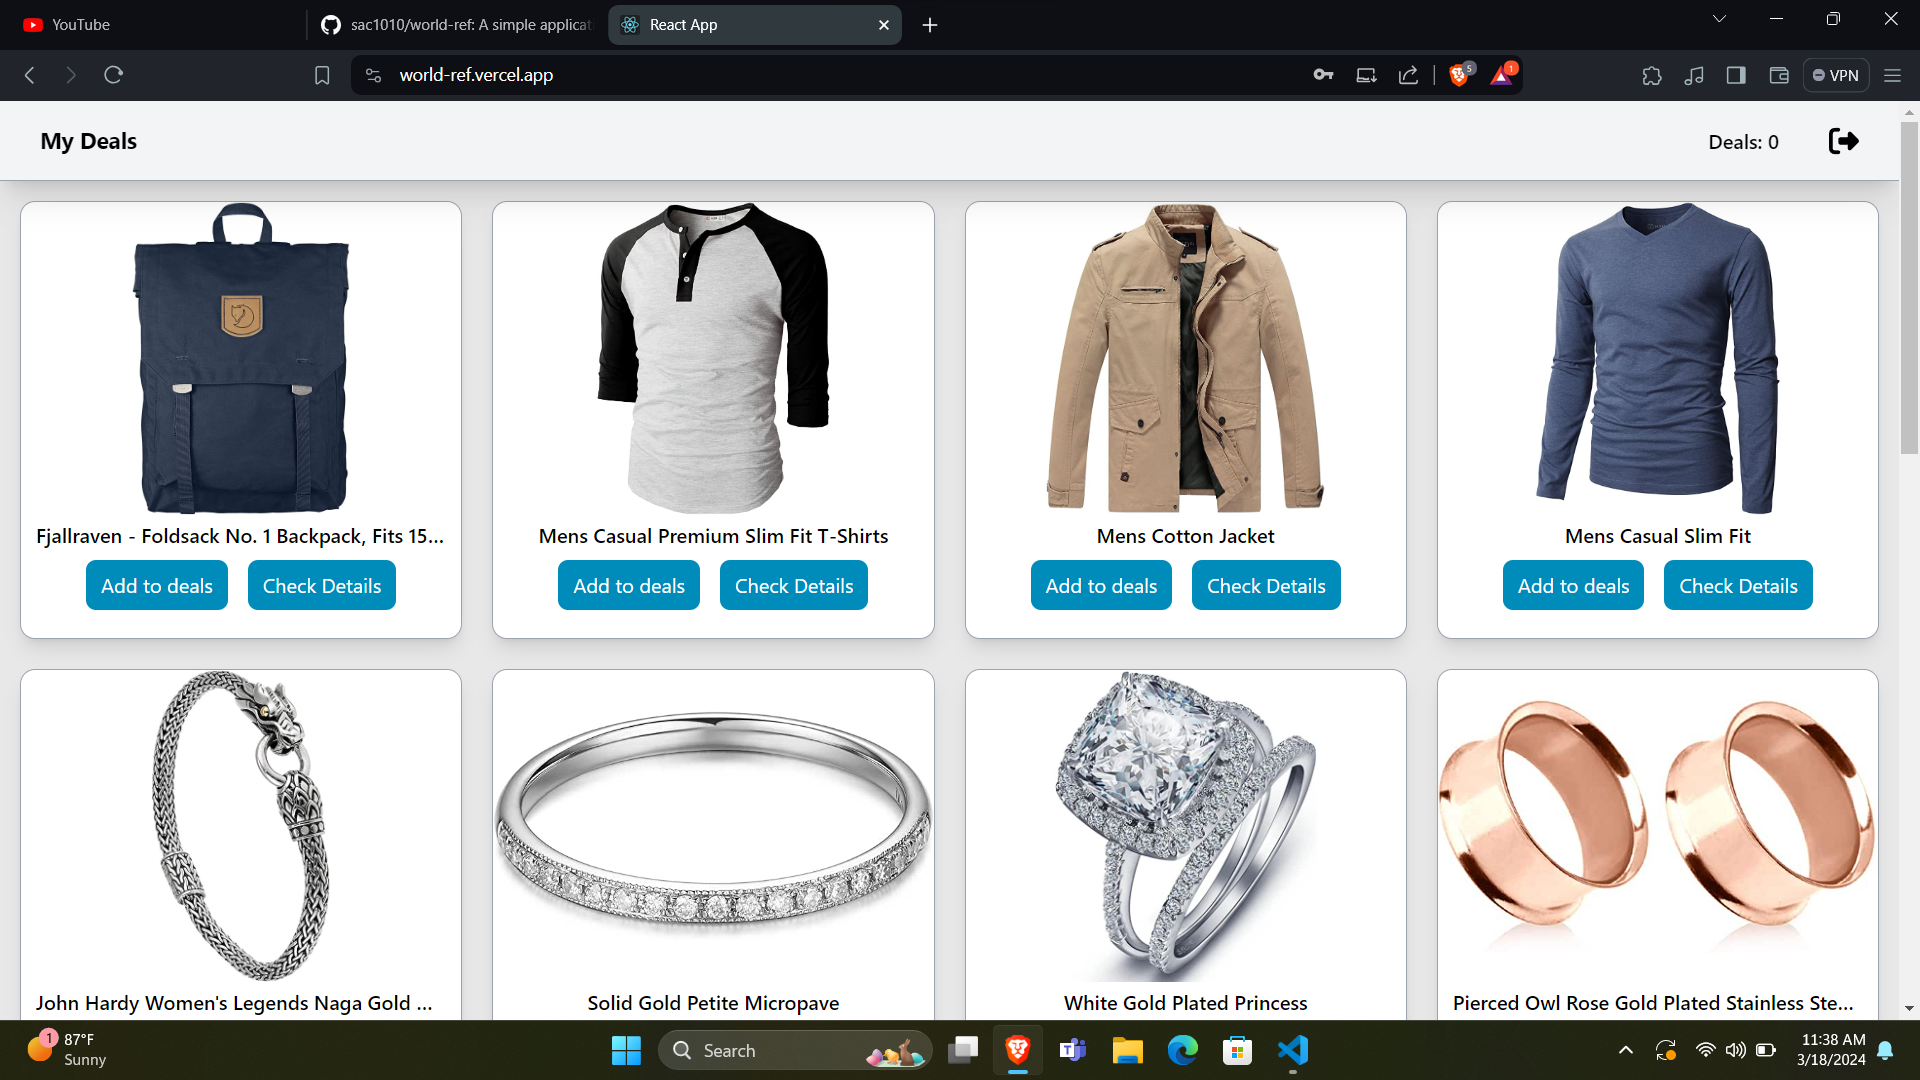 YouTube
sac1010/world-ref: A simple applicat
React App
world-ref.vercel.app
5
1
VPN
My Deals
Deals: 0
Fjallraven - Foldsack No. 1 Backpack, Fits 15...
Mens Casual Premium Slim Fit T-Shirts
Mens Cotton Jacket
Mens Casual Slim Fit
Add to deals
Check Details
Add to deals
Check Details
Add to deals
Check Details
Add to deals
Check Details
John Hardy Women's Legends Naga Gold ...
Solid Gold Petite Micropave
White Gold Plated Princess
Pierced Owl Rose Gold Plated Stainless Ste...
1
87°F
Sunny
Search
11:38 AM
3/18/2024